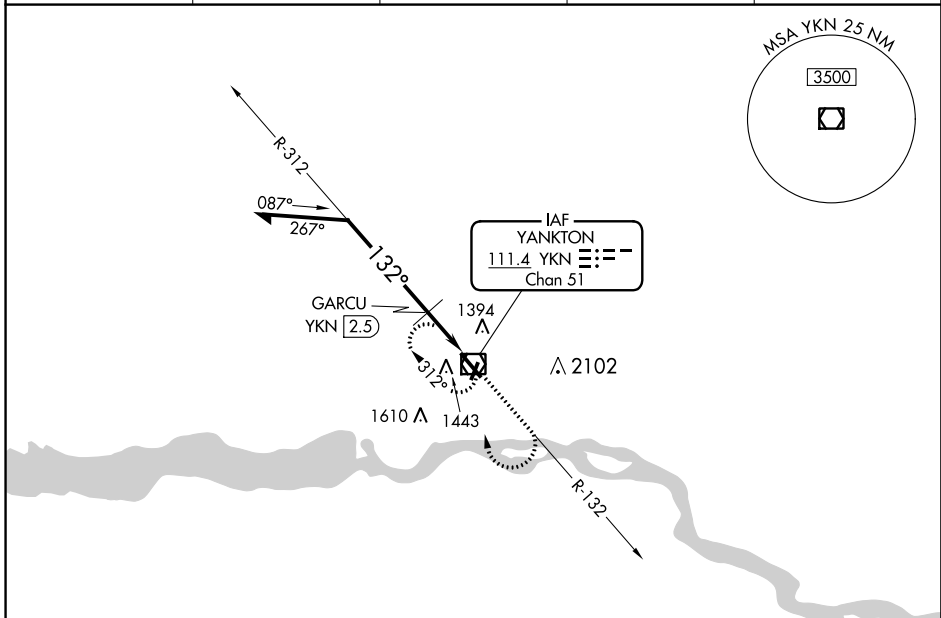 MSA YKN 25 NM
3500
R-312
087°
267°
132°
IAF
YANKTON
111.4 YKN
Chan 51
GARCU
YKN 2.5
1394
312°
2102
1610
1443
R-132